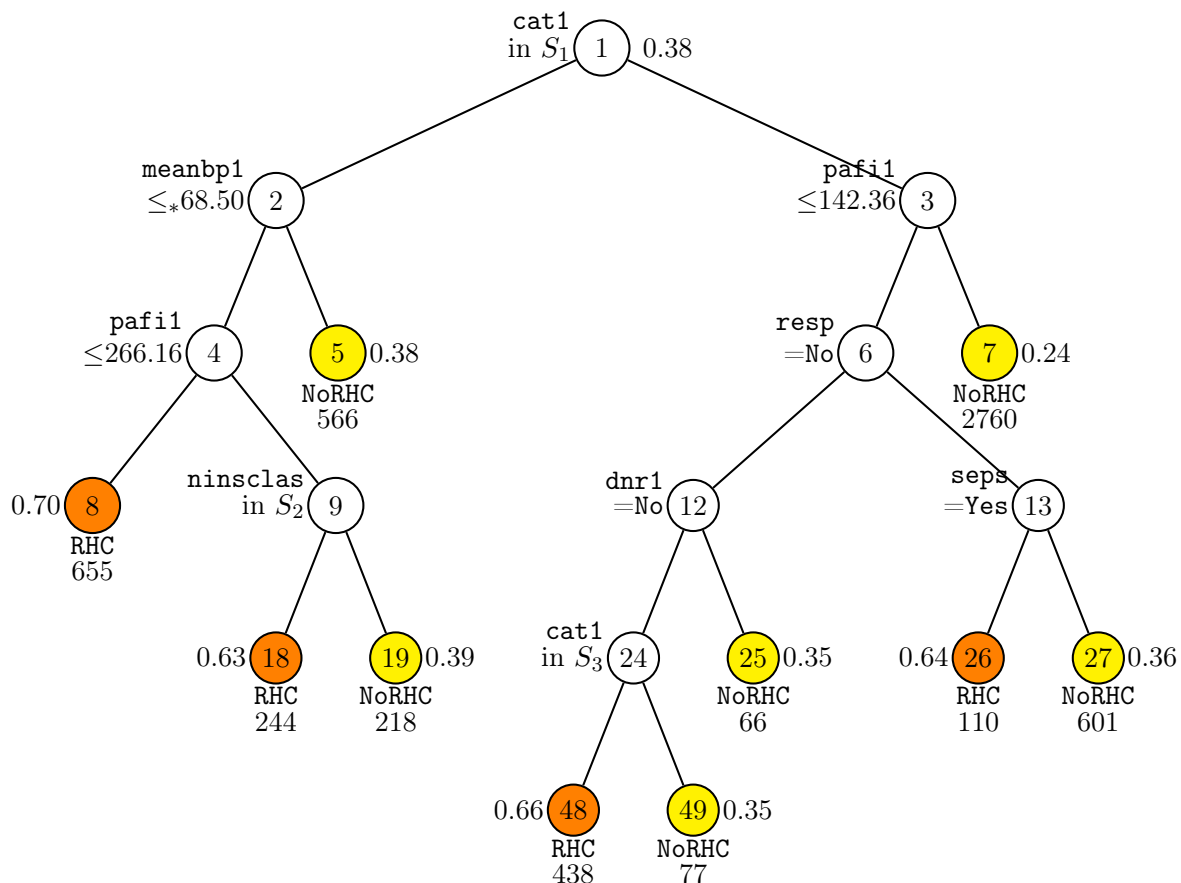 cat1
in S₁
1
0.38
meanbp1
≤*68.50
2
pafi1
≤142.36
3
pafi1
≤266.16
4
5
0.38
NoRHC
566
resp
=No
6
7
0.24
NoRHC
2760
0.70
8
RHC
655
ninsclas
in S₂
9
dnr1
=No
12
seps
=Yes
13
0.63
18
RHC
244
19
0.39
NoRHC
218
cat1
in S₃
24
25
0.35
NoRHC
66
0.64
26
RHC
110
27
0.36
NoRHC
601
0.66
48
RHC
438
49
0.35
NoRHC
77